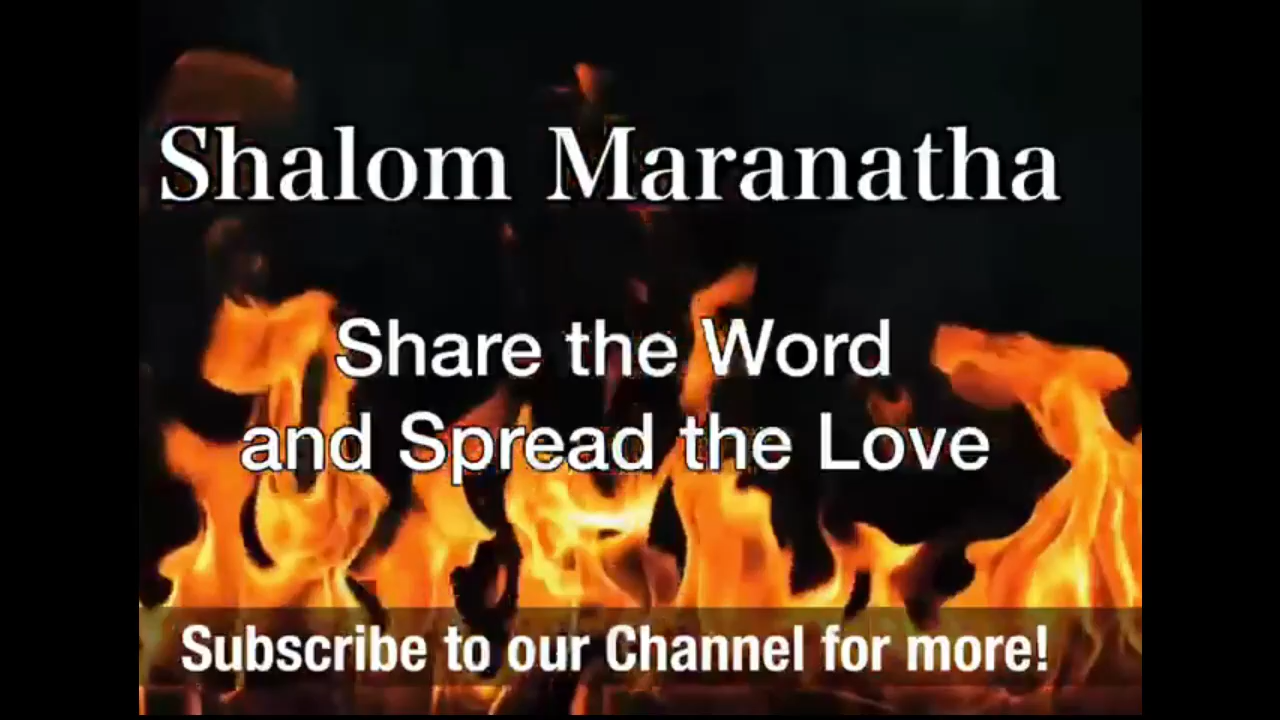 Shalom Maranatha
Share the Word
and Spread the Love
Subscribe to our Channel for more!